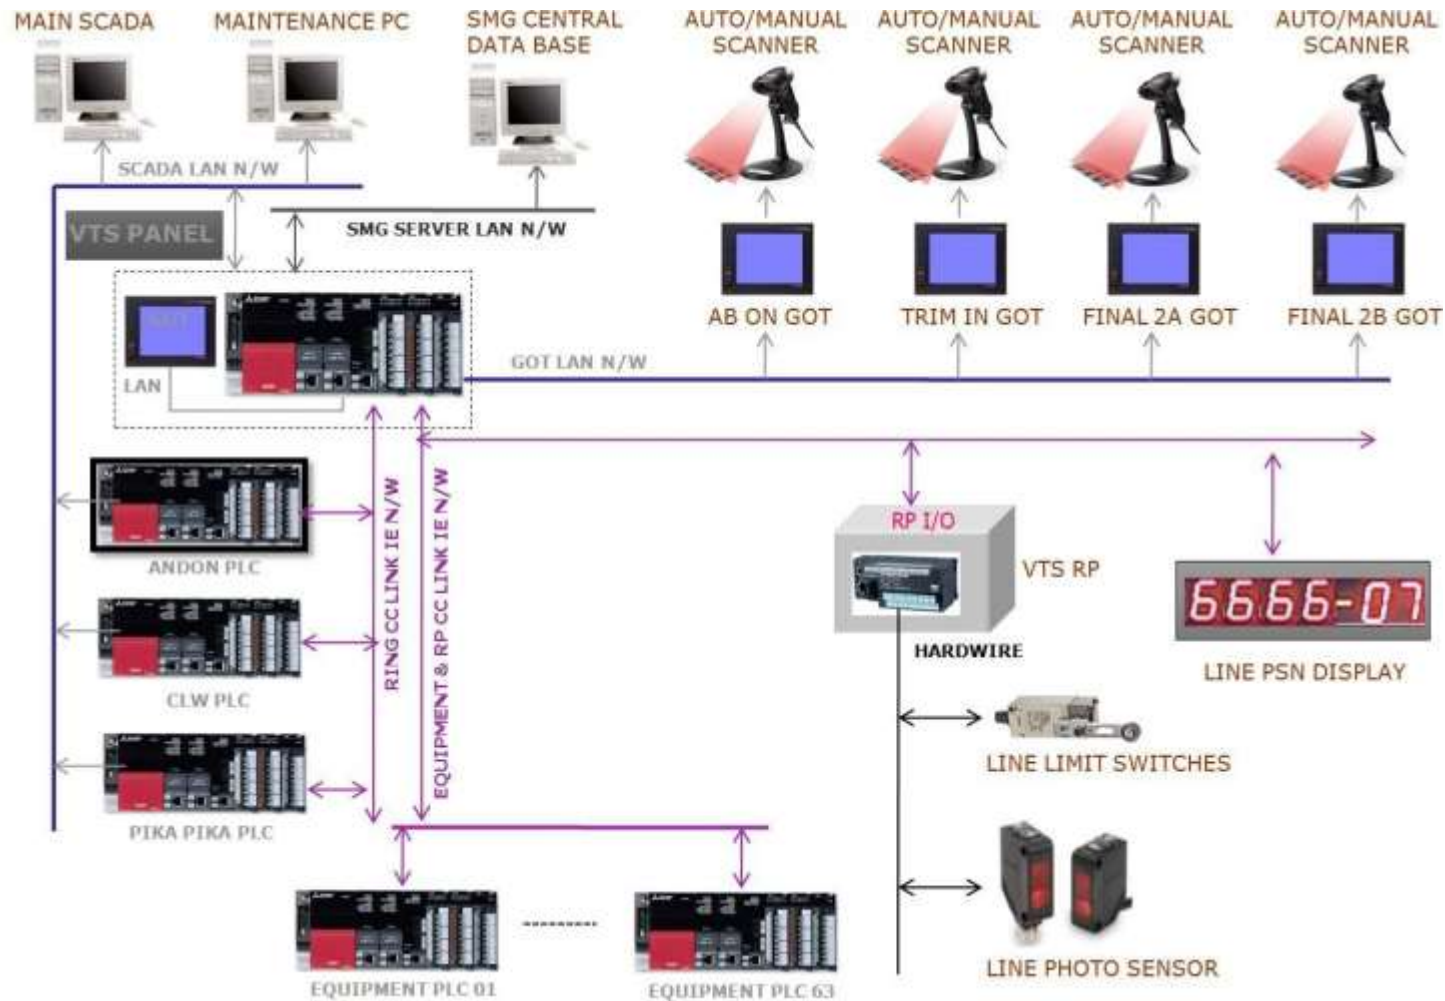 MAIN SCADA
MAINTENANCE PC
SMG CENTRAL
DATA BASE
AUTO/MANUAL
SCANNER
AUTO/MANUAL
SCANNER
AUTO/MANUAL
SCANNER
AUTO/MANUAL
SCANNER
SCADA LAN N/W
VTS PANEL
SMG SERVER LAN N/W
GOT
LAN
AB ON GOT
TRIM IN GOT
FINAL 2A GOT
FINAL 2B GOT
GOT LAN N/W
RING CC LINK IE N/W
EQUIPMENT & RP CC LINK IE N/W
ANDON PLC
CLW PLC
PIKA PIKA PLC
RP I/O
VTS RP
HARDWIRE
6666-07
LINE PSN DISPLAY
LINE LIMIT SWITCHES
LINE PHOTO SENSOR
EQUIPMENT PLC 01
EQUIPMENT PLC 63